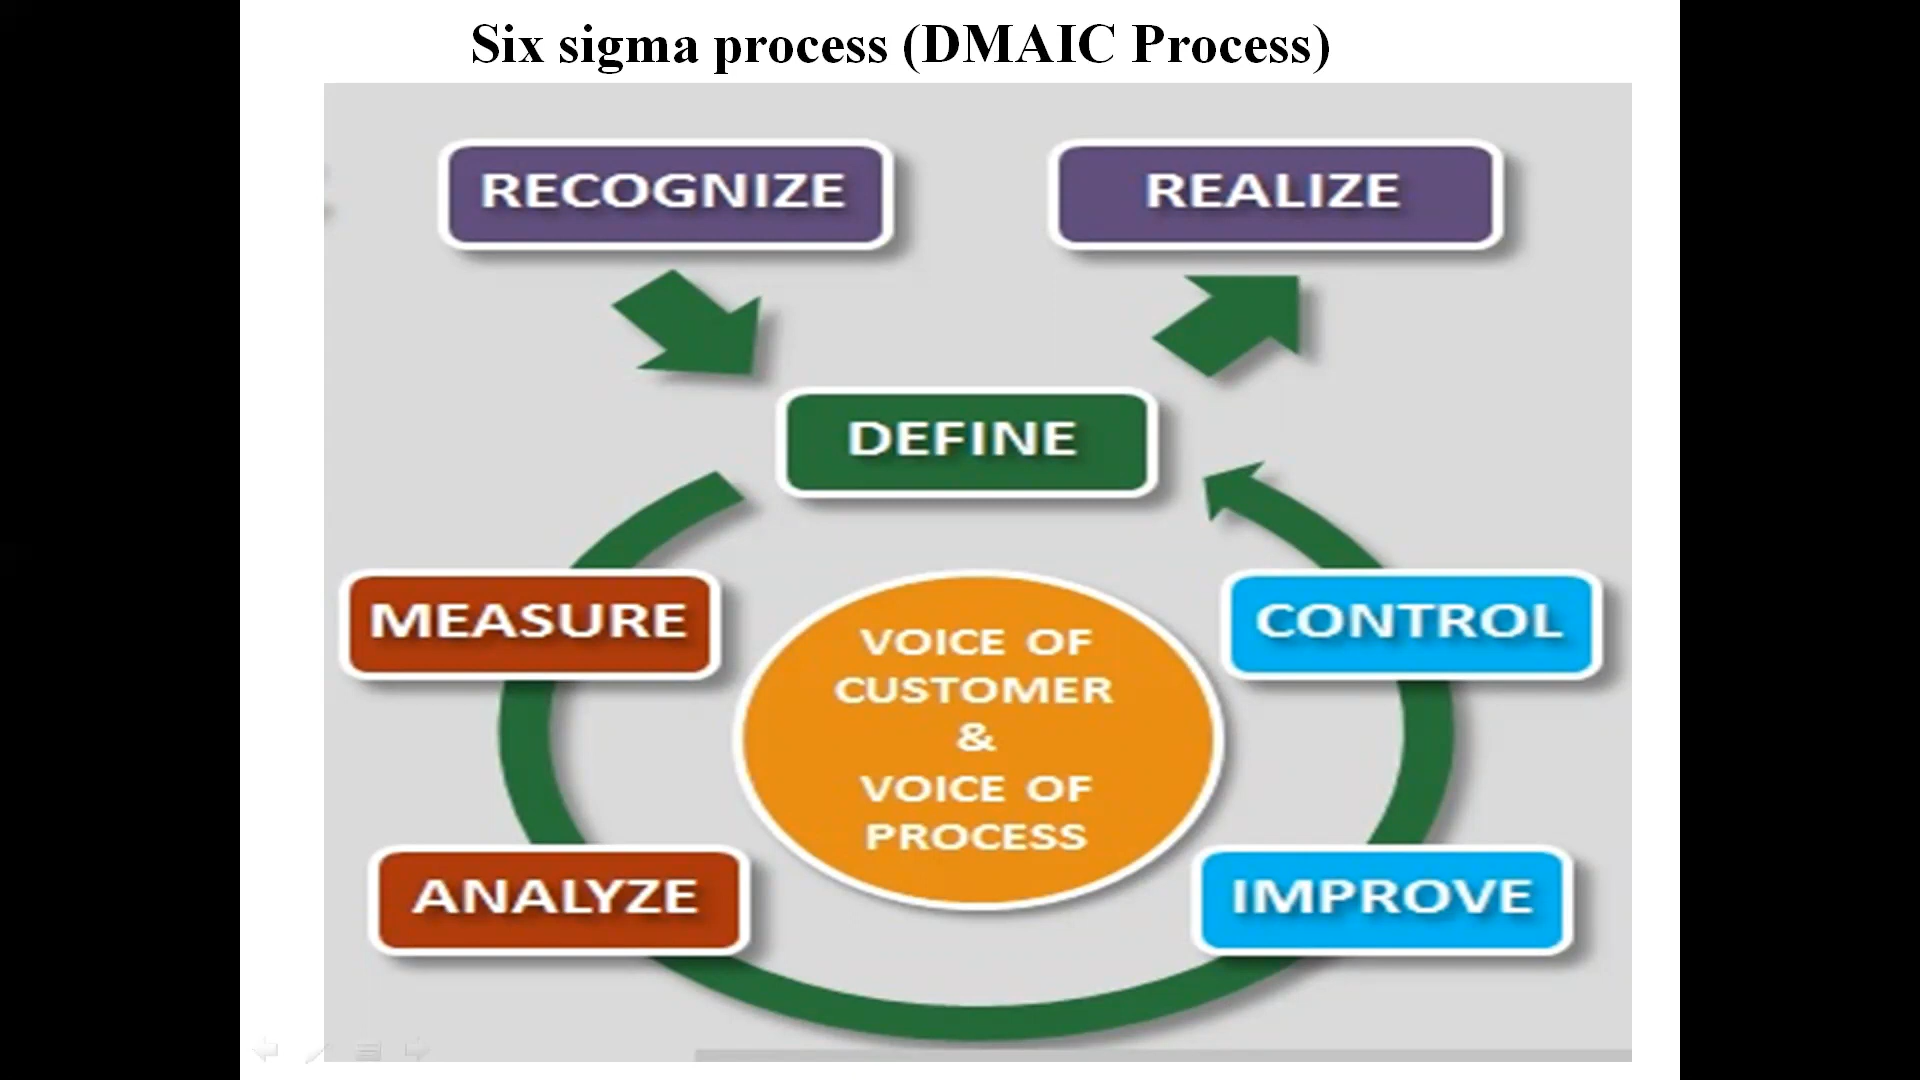 Six sigma process (DMAIC Process)
RECOGNIZE
REALIZE
DEFINE
MEASURE
CONTROL
VOICE OF
CUSTOMER
&
VOICE OF
PROCESS
ANALYZE
IMPROVE